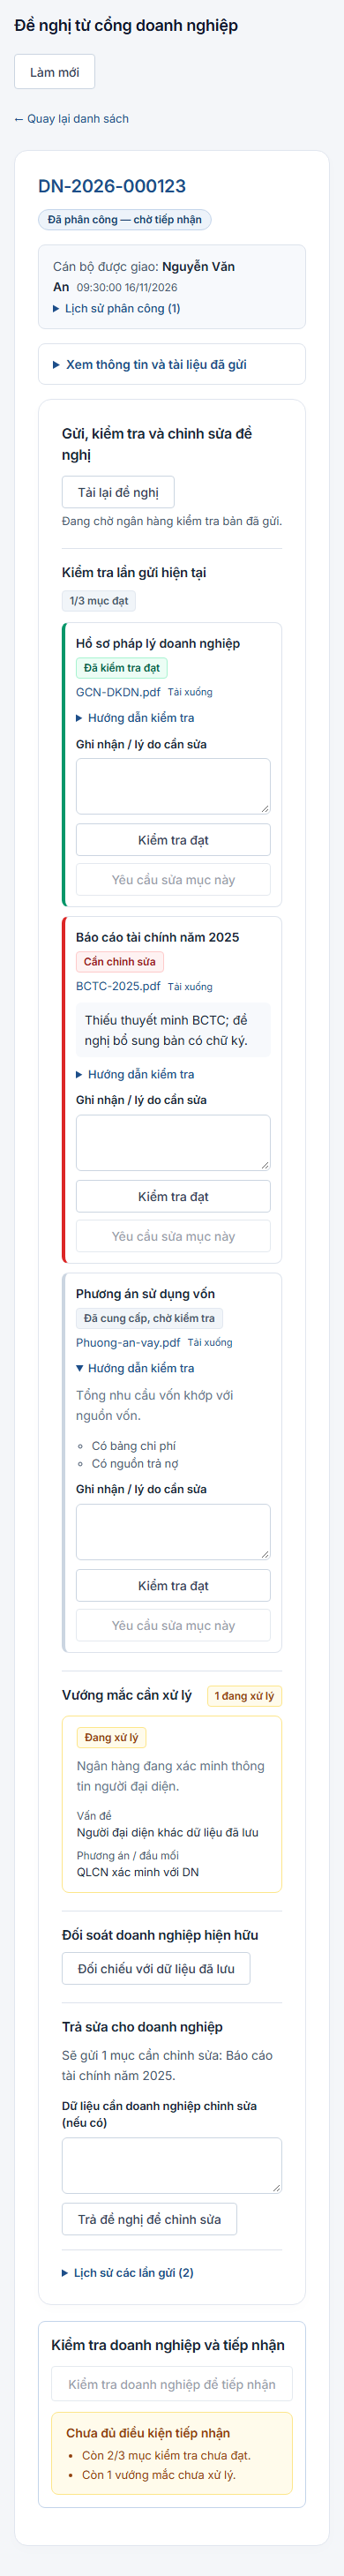 Đề nghị từ cổng doanh nghiệp
Làm mới
← Quay lại danh sách
DN-2026-000123
Đã phân công — chờ tiếp nhận
Cán bộ được giao: Nguyễn Văn
An 09:30:00 16/11/2026
▶ Lịch sử phân công (1)
▶ Xem thông tin và tài liệu đã gửi
Gửi, kiểm tra và chỉnh sửa đề
nghị
Tải lại đề nghị
Đang chờ ngân hàng kiểm tra bản đã gửi.
Kiểm tra lần gửi hiện tại
1/3 mục đạt
Hồ sơ pháp lý doanh nghiệp
Đã kiểm tra đạt
GCN-DKDN.pdf Tải xuống
▶ Hướng dẫn kiểm tra
Ghi nhận / lý do cần sửa
Kiểm tra đạt
Yêu cầu sửa mục này
Báo cáo tài chính năm 2025
Cần chỉnh sửa
BCTC-2025.pdf Tải xuống
Thiếu thuyết minh BCTC; đề
nghị bổ sung bản có chữ ký.
▶ Hướng dẫn kiểm tra
Ghi nhận / lý do cần sửa
Kiểm tra đạt
Yêu cầu sửa mục này
Phương án sử dụng vốn
Đã cung cấp, chờ kiểm tra
Phuong-an-vay.pdf Tải xuống
▼ Hướng dẫn kiểm tra
Tổng nhu cầu vốn khớp với
nguồn vốn.
Có bảng chi phí
Có nguồn trả nợ
Ghi nhận / lý do cần sửa
Kiểm tra đạt
Yêu cầu sửa mục này
Vướng mắc cần xử lý 1 đang xử lý
Đang xử lý
Ngân hàng đang xác minh thông
tin người đại diện.
Vấn đề
Người đại diện khác dữ liệu đã lưu
Phương án / đầu mối
QLCN xác minh với DN
Đối soát doanh nghiệp hiện hữu
Đối chiếu với dữ liệu đã lưu
Trả sửa cho doanh nghiệp
Sẽ gửi 1 mục cần chỉnh sửa: Báo cáo
tài chính năm 2025.
Dữ liệu cần doanh nghiệp chỉnh sửa
(nếu có)
Trả đề nghị để chỉnh sửa
▶ Lịch sử các lần gửi (2)
Kiểm tra doanh nghiệp và tiếp nhận
Kiểm tra doanh nghiệp để tiếp nhận
Chưa đủ điều kiện tiếp nhận
Còn 2/3 mục kiểm tra chưa đạt.
Còn 1 vướng mắc chưa xử lý.